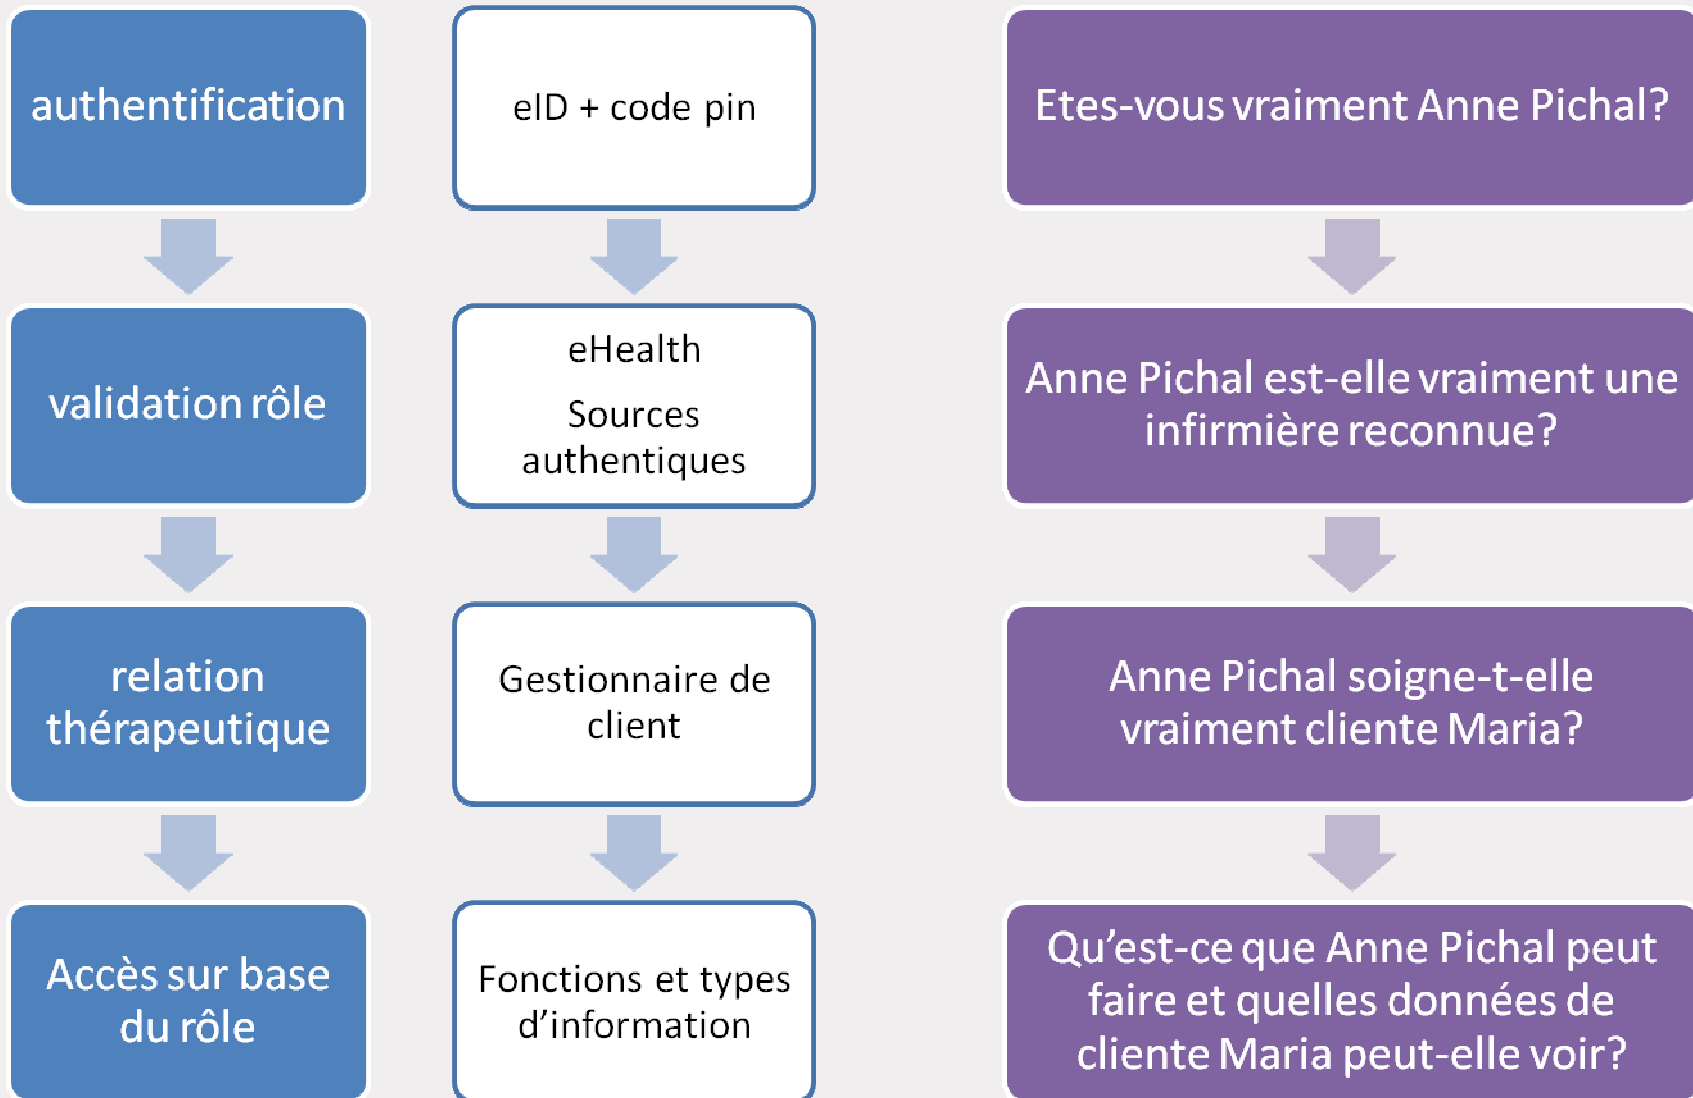 authentification
eID + code pin
Etes-vous vraiment Anne Pichal?
validation rôle
eHealth
Sources
authentiques
Anne Pichal est-elle vraiment une
infirmière reconnue?
relation
thérapeutique
Gestionnaire de
client
Anne Pichal soigne-t-elle
vraiment cliente Maria?
Accès sur base
du rôle
Fonctions et types
d’information
Qu’est-ce que Anne Pichal peut
faire et quelles données de
cliente Maria peut-elle voir?